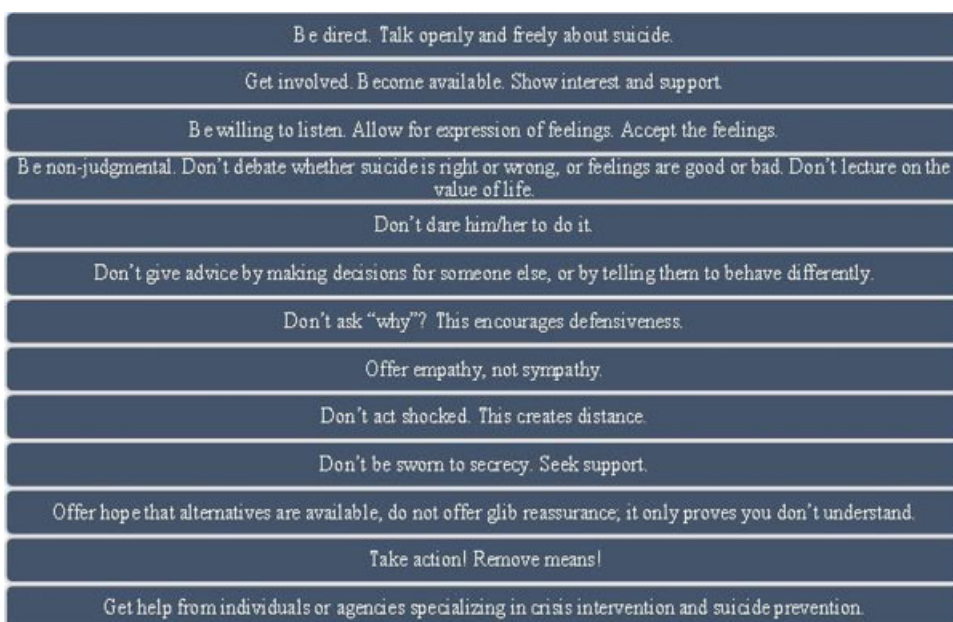 Be direct. Talk openly and freely about suicide.
Get involved. Become available. Show interest and support.
Be willing to listen. Allow for expression of feelings. Accept the feelings.
Be non-judgmental. Don't debate whether suicide is right or wrong, or feelings are good or bad. Don't lecture on the
value of life.
Don't dare him/her to do it.
Don't give advice by making decisions for someone else, or by telling them to behave differently.
Don't ask “why”? This encourages defensiveness.
Offer empathy, not sympathy.
Don't act shocked. This creates distance.
Don't be sworn to secrecy. Seek support.
Offer hope that alternatives are available, do not offer glib reassurance; it only proves you don't understand.
Take action! Remove means!
Get help from individuals or agencies specializing in crisis intervention and suicide prevention.